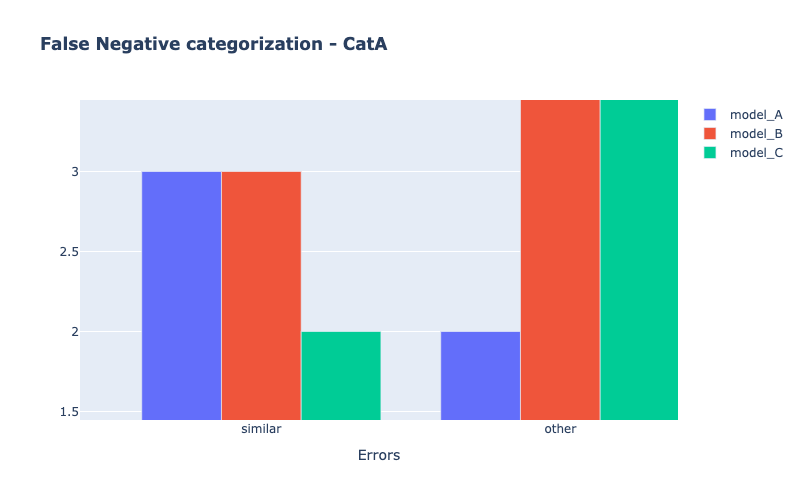 False Negative categorization - CatA
model_A
model_B
model_C
3
2.5
2
1.5
similar
other
Errors